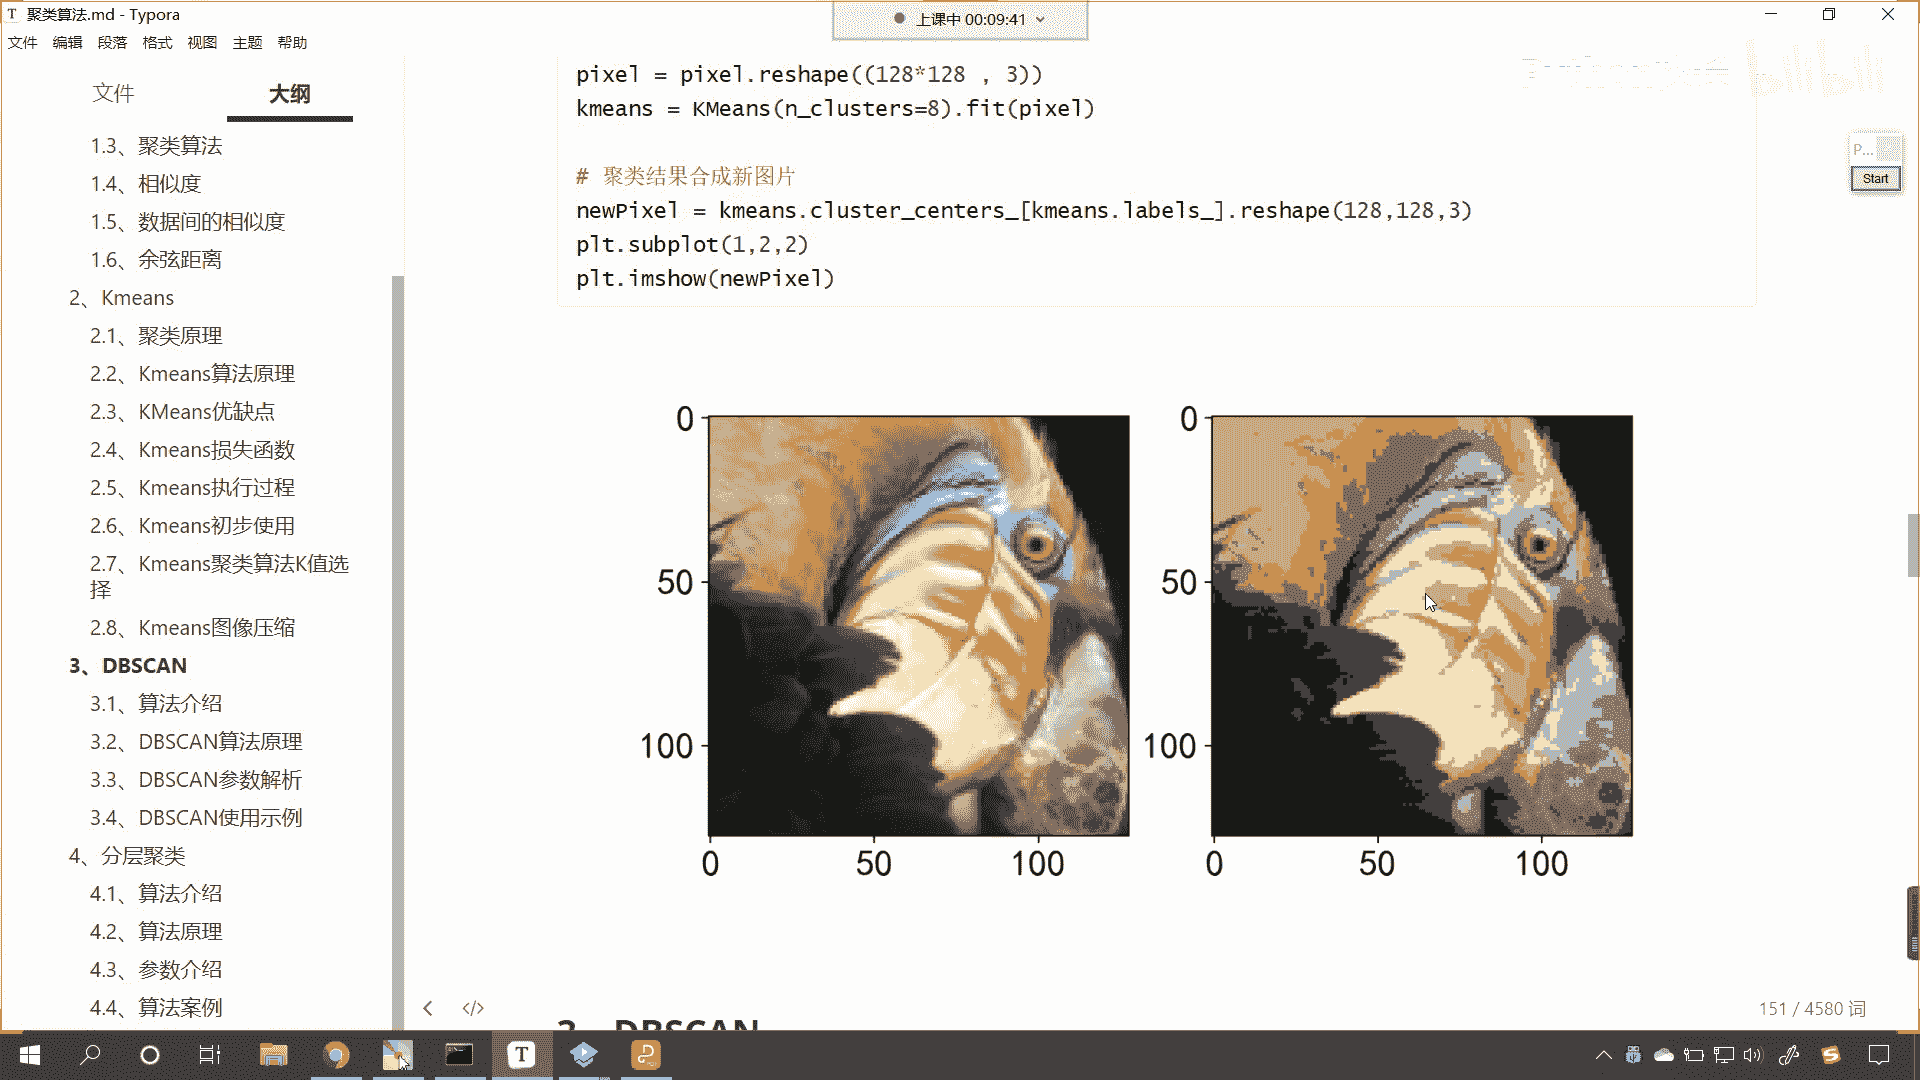 聚类算法.md - Typora
上课中 00:09:41
文件 编辑 段落 格式 视图 主题 帮助
文件 大纲
1.3、聚类算法
1.4、相似度
1.5、数据间的相似度
1.6、余弦距离
2、Kmeans
2.1、聚类原理
2.2、Kmeans算法原理
2.3、KMeans优缺点
2.4、Kmeans损失函数
2.5、Kmeans执行过程
2.6、Kmeans初步使用
2.7、Kmeans聚类算法K值选
择
2.8、Kmeans图像压缩
3、DBSCAN
3.1、算法介绍
3.2、DBSCAN算法原理
3.3、DBSCAN参数解析
3.4、DBSCAN使用示例
4、分层聚类
4.1、算法介绍
4.2、算法原理
4.3、参数介绍
4.4、算法案例
pixel = pixel.reshape((128*128 , 3))
kmeans = KMeans(n_clusters=8).fit(pixel)
# 聚类结果合成新图片
newPixel = kmeans.cluster_centers_[kmeans.labels_].reshape(128,128,3)
plt.subplot(1,2,2)
plt.imshow(newPixel)
0
50
100
0 50 100
0
50
100
0 50 100
bilibili
P...
Start
3、DBSCAN
151 / 4580 词